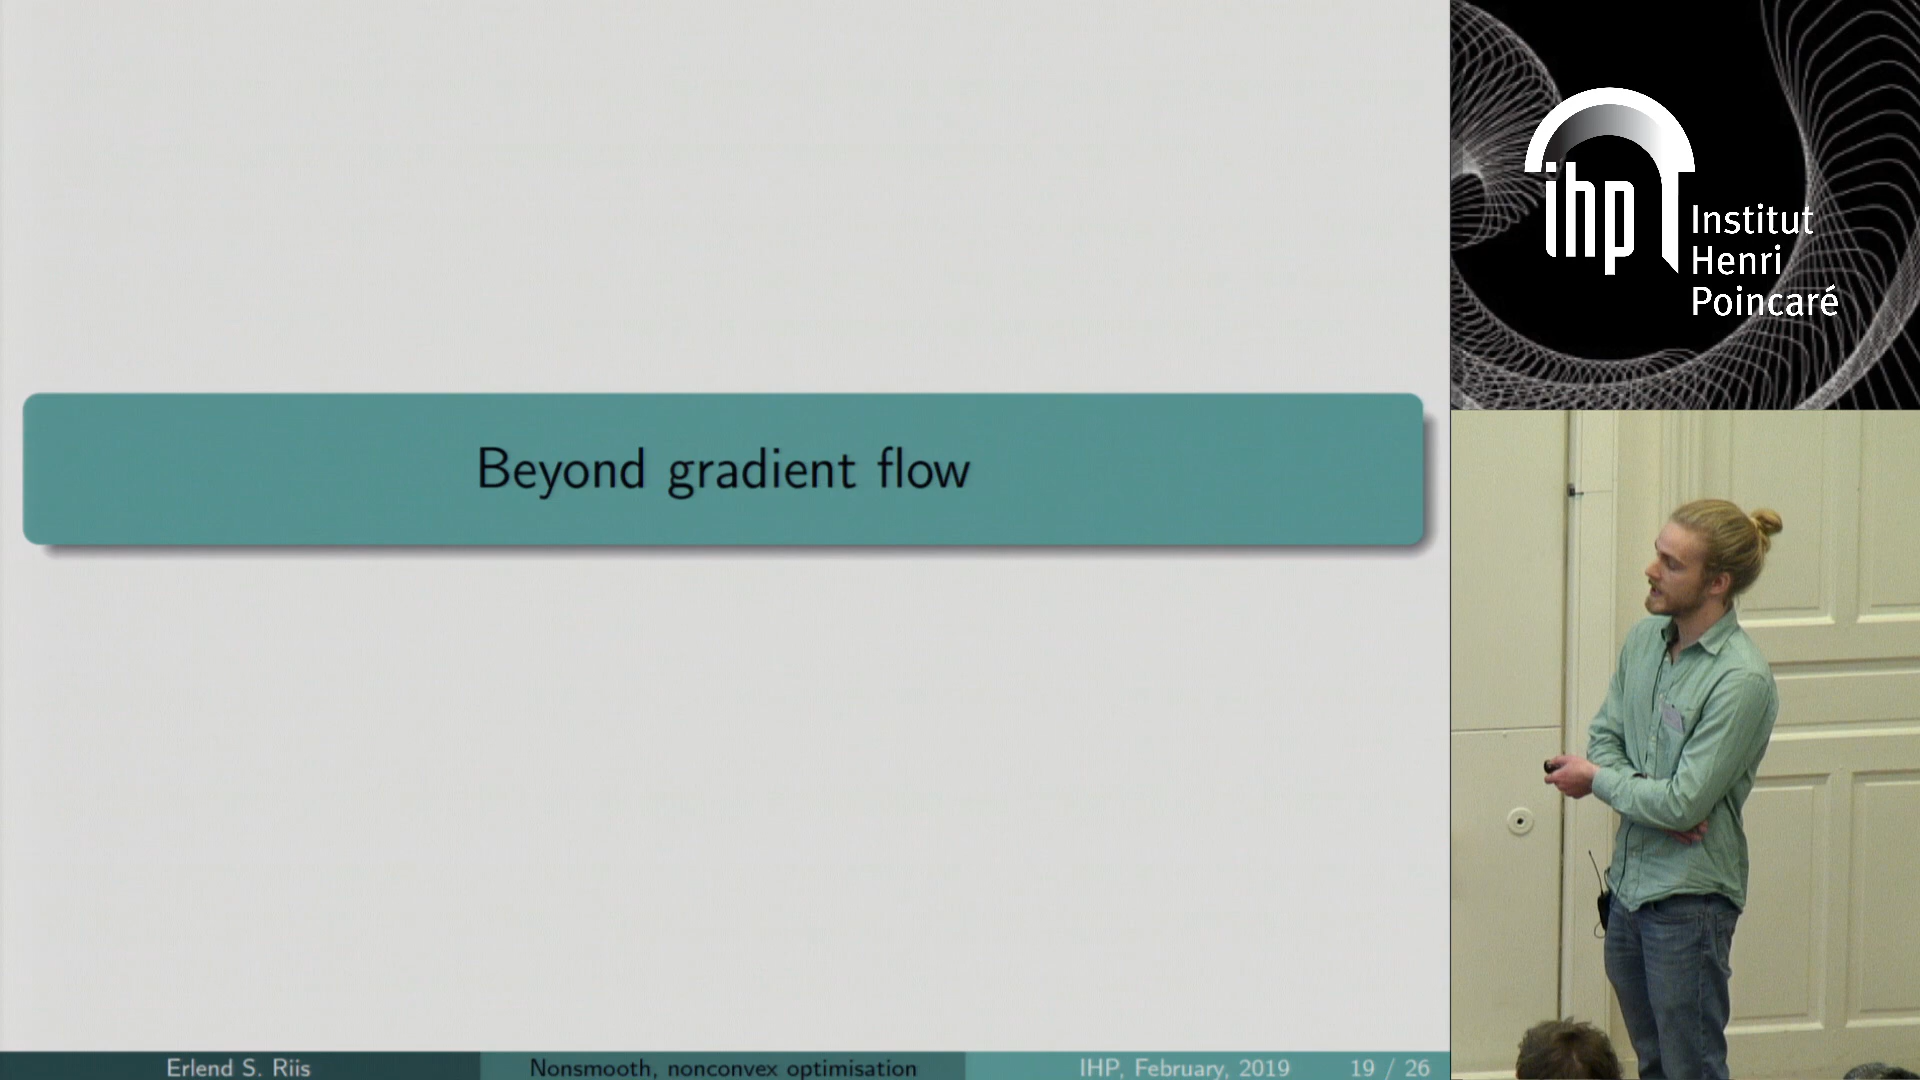 Beyond gradient flow
Erlend S. Riis
Nonsmooth, nonconvex optimisation
IHP, February, 2019
19 / 26
ihp
Institut
Henri
Poincaré